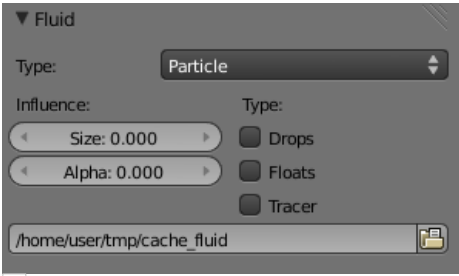 Fluid
Type: Particle
Influence: Type:
Size: 0.000 Drops
Alpha: 0.000 Floats
Tracer
/home/user/tmp/cache_fluid